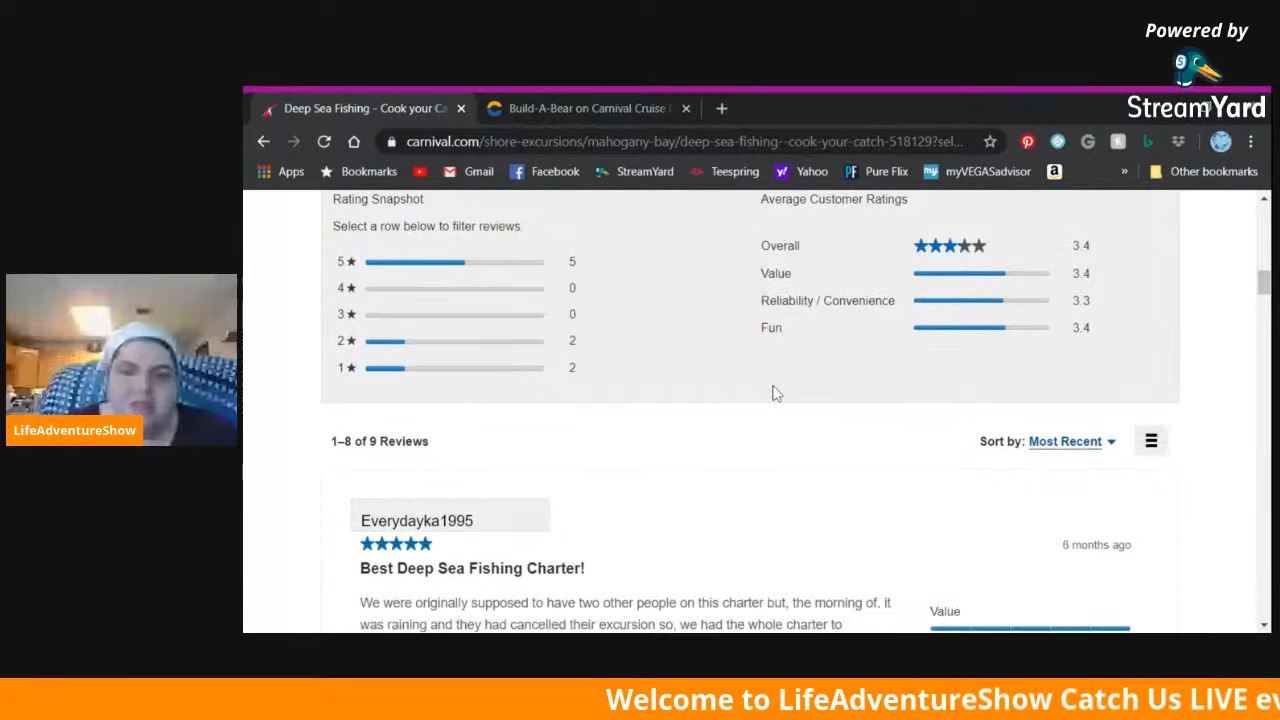 Powered by
StreamYard
Deep Sea Fishing - Cook your Ca
Build-A-Bear on Carnival Cruise
carnival.com/shore-excursions/mahogany-bay/deep-sea-fishing--cook-your-catch-518129?sel...
Apps
Bookmarks
Gmail
Facebook
StreamYard
Teespring
Yahoo
PF Pure Flix
my myVEGASadvisor
a
»
Other bookmarks
Rating Snapshot
Average Customer Ratings
Select a row below to filter reviews.
5★ 5
4★ 0
3★ 0
2★ 2
1★ 2
Overall 3.4
Value 3.4
Reliability / Convenience 3.3
Fun 3.4
1–8 of 9 Reviews
Sort by: Most Recent
Everydayka1995
6 months ago
Best Deep Sea Fishing Charter!
We were originally supposed to have two other people on this charter but, the morning of, it
was raining and they had cancelled their excursion so, we had the whole charter to
Value
LifeAdventureShow
Welcome to LifeAdventureShow Catch Us LIVE ev